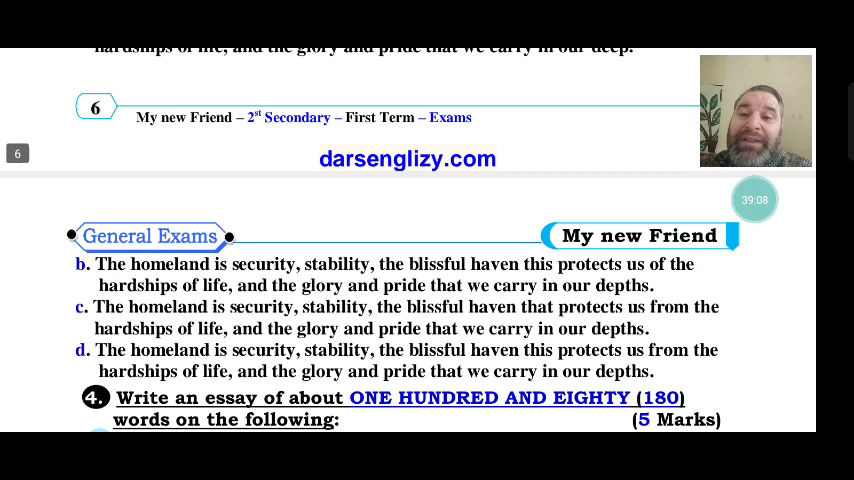 hardships of life, and the glory and pride that we carry in our deep.
6
My new Friend – 2st Secondary – First Term – Exams
6
darsenglizy.com
39:08
General Exams
My new Friend
b. The homeland is security, stability, the blissful haven this protects us of the
hardships of life, and the glory and pride that we carry in our depths.
c. The homeland is security, stability, the blissful haven that protects us from the
hardships of life, and the glory and pride that we carry in our depths.
d. The homeland is security, stability, the blissful haven this protects us from the
hardships of life, and the glory and pride that we carry in our depths.
4. Write an essay of about ONE HUNDRED AND EIGHTY (180)
words on the following: (5 Marks)